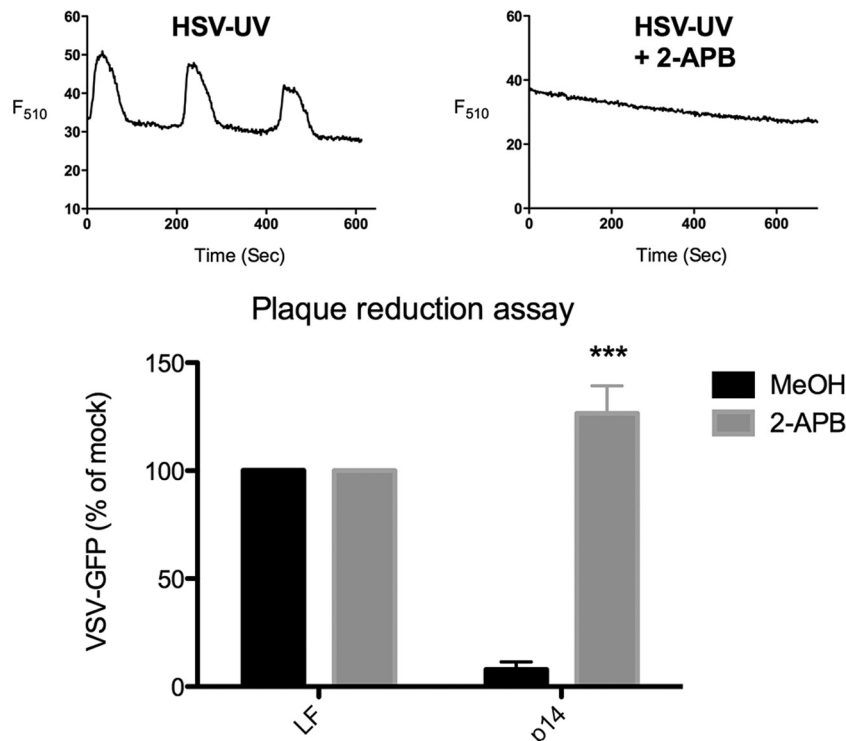 HSV-UV
60
50
40
30
20
10
F510
0 200 400 600
Time (Sec)
HSV-UV
+ 2-APB
60
40
20
0
F510
0 200 400 600
Time (Sec)
Plaque reduction assay
150
100
50
0
VSV-GFP (% of mock)
***
MeOH
2-APB
LF p14